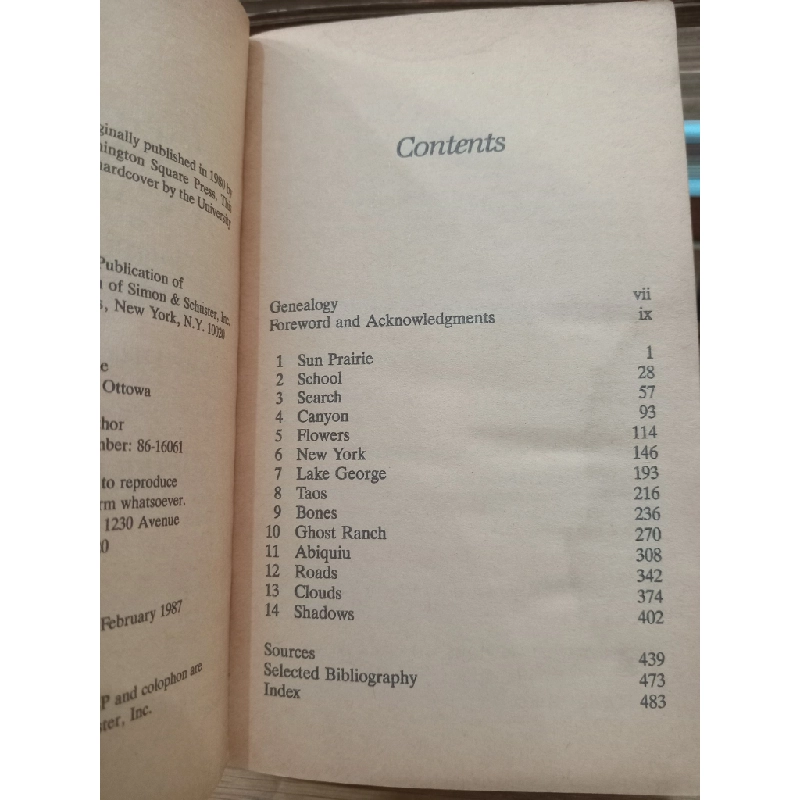 ginally published in 1980 by
ington Square Press. This
hardcover by the University
Publication of
of Simon & Schuster, Inc.
s, New York, N.Y. 10020
e
Ottowa
hor
ber: 86-16061
to reproduce
rm whatsoever.
1230 Avenue
0
February 1987
P and colophon are
ster, Inc.
Contents
Genealogy vii
Foreword and Acknowledgments ix
1 Sun Prairie 1
2 School 28
3 Search 57
4 Canyon 93
5 Flowers 114
6 New York 146
7 Lake George 193
8 Taos 216
9 Bones 236
10 Ghost Ranch 270
11 Abiquiu 308
12 Roads 342
13 Clouds 374
14 Shadows 402
Sources 439
Selected Bibliography 473
Index 483